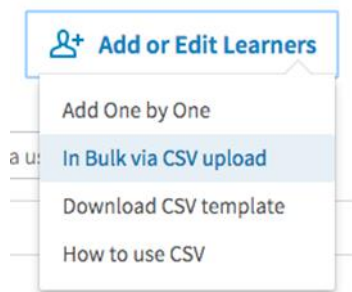 Add or Edit Learners
Add One by One
a u
In Bulk via CSV upload
Download CSV template
How to use CSV